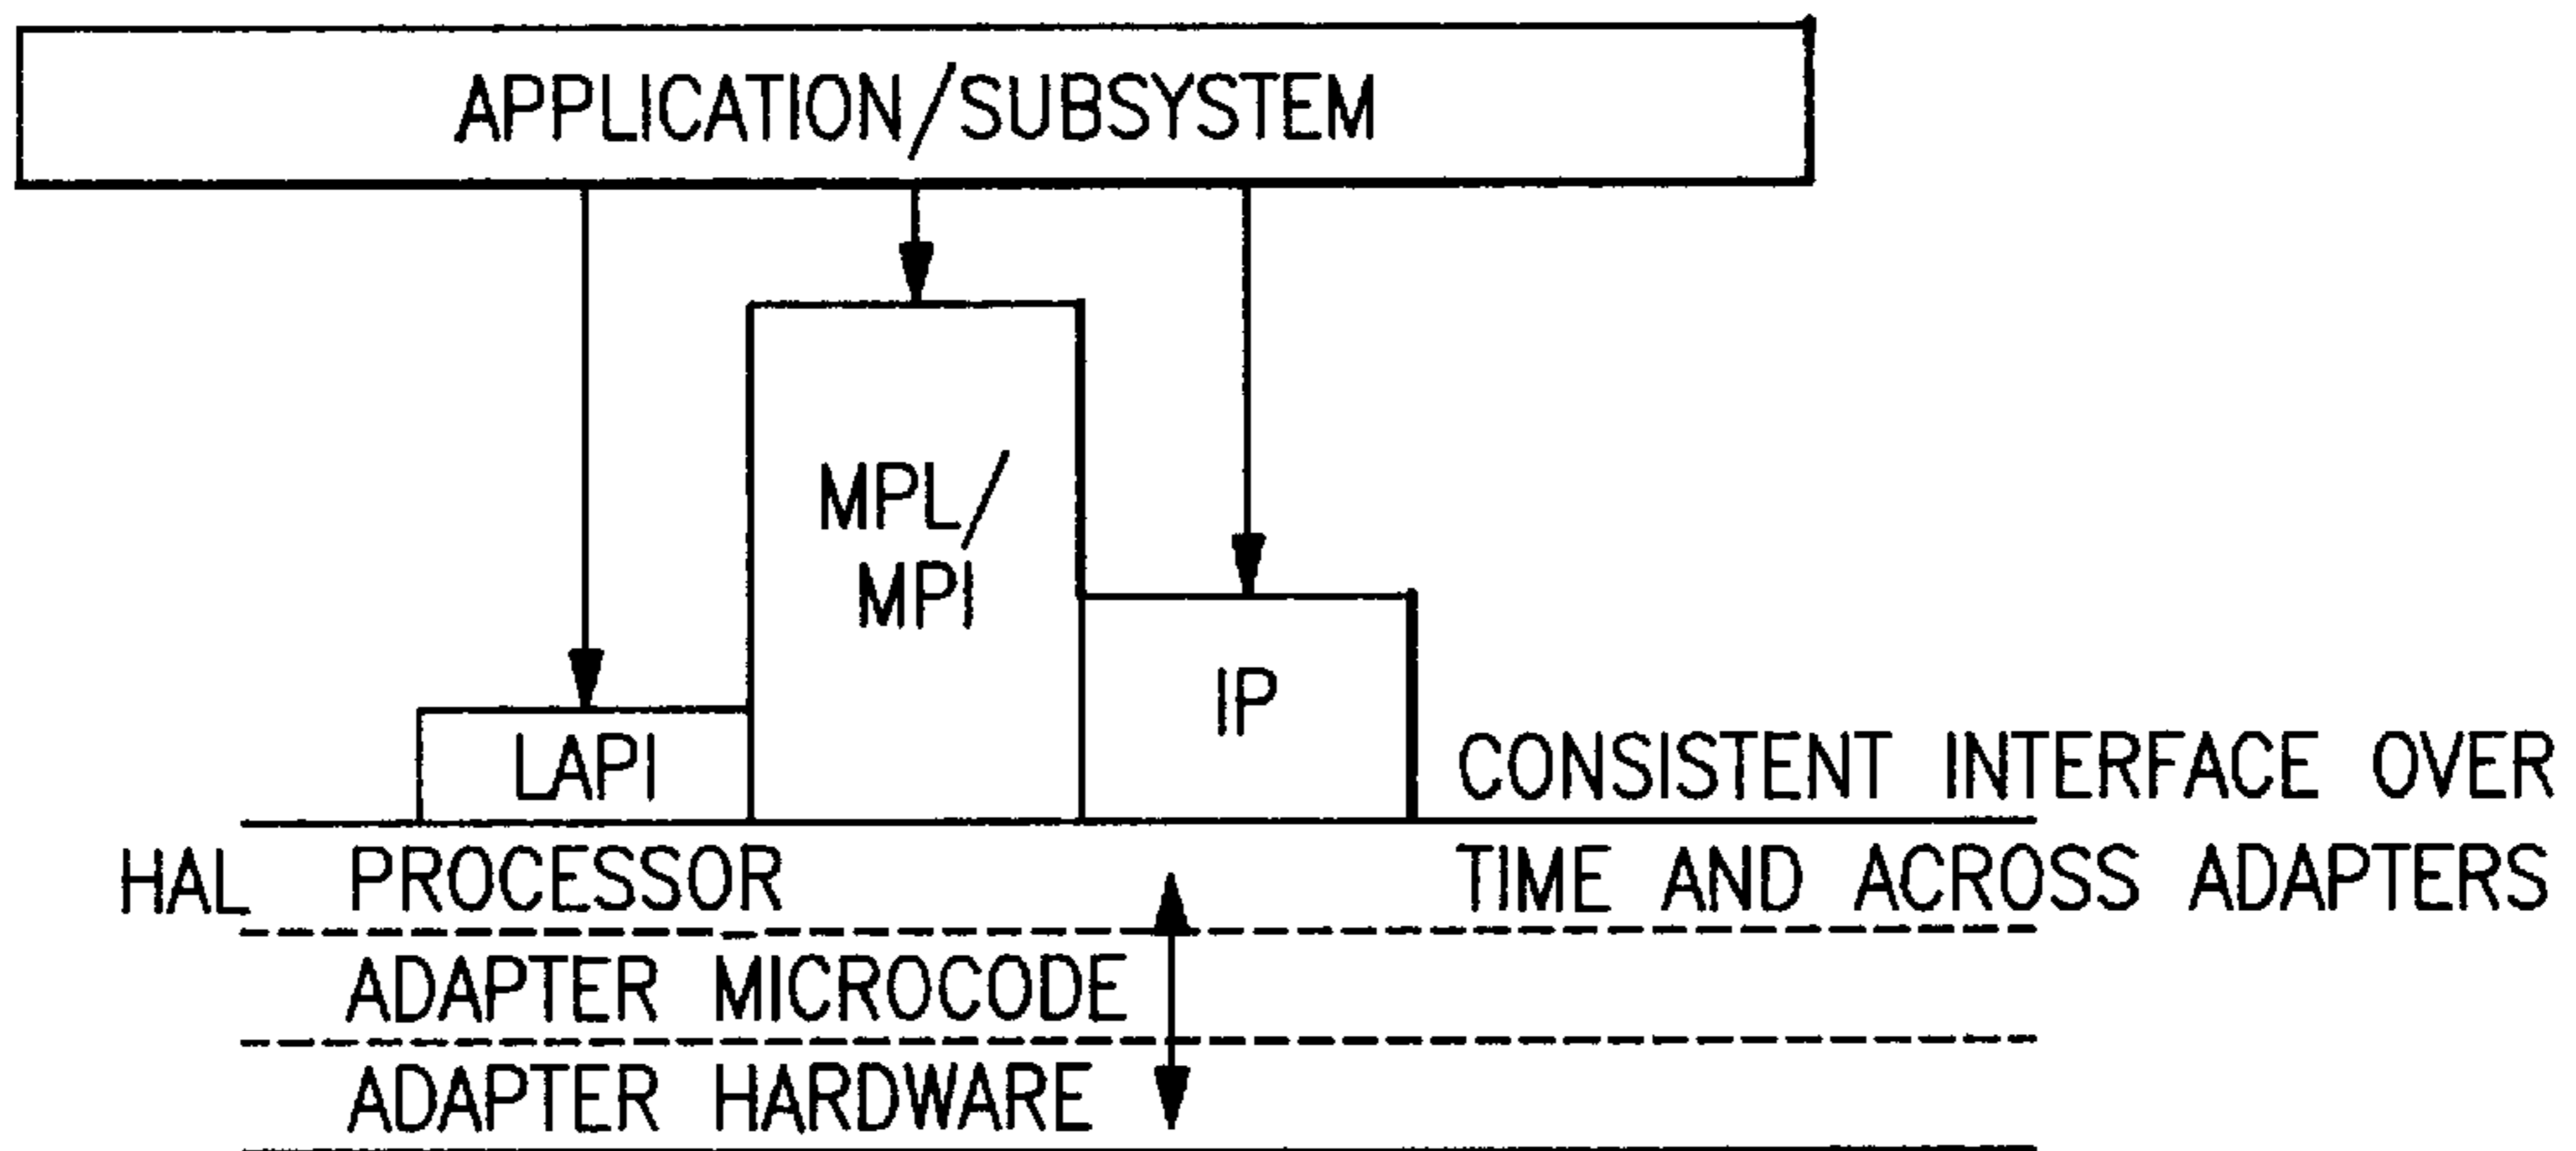 APPLICATION/SUBSYSTEM
MPL/
MPI
IP
LAPI
CONSISTENT INTERFACE OVER
TIME AND ACROSS ADAPTERS
HAL PROCESSOR
ADAPTER MICROCODE
ADAPTER HARDWARE